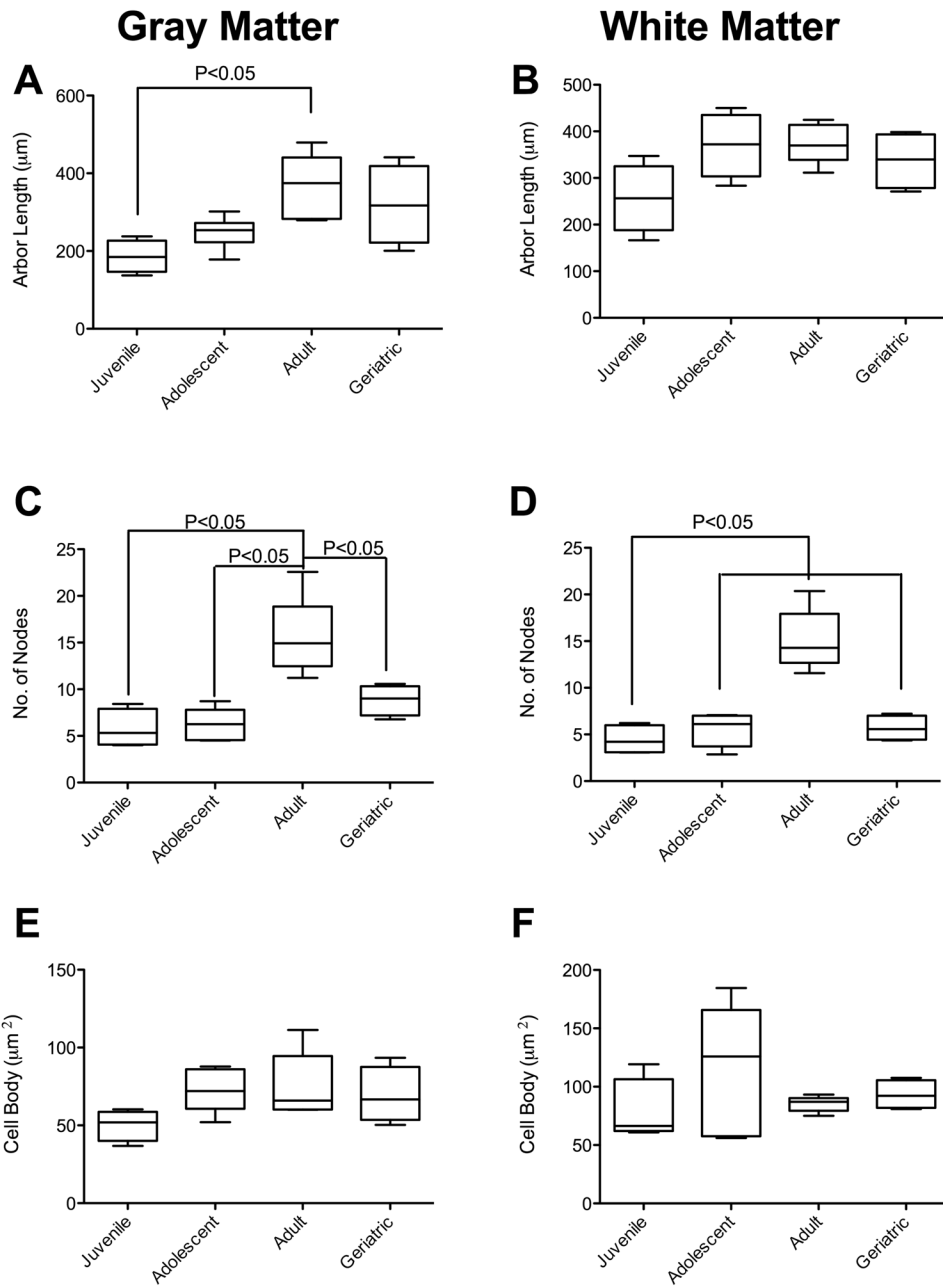 Gray Matter
White Matter
A
P<0.05
600
400
200
0
Arbor Length (μm)
Juvenile
Adolescent
Adult
Geriatric
B
500
400
300
200
100
0
Arbor Length (μm)
Juvenile
Adolescent
Adult
Geriatric
C
P<0.05
P<0.05
P<0.05
25
20
15
10
5
0
No. of Nodes
Juvenile
Adolescent
Adult
Geriatric
D
P<0.05
25
20
15
10
5
0
No. of Nodes
Juvenile
Adolescent
Adult
Geriatric
E
150
100
50
0
Cell Body (μm ²)
Juvenile
Adolescent
Adult
Geriatric
F
200
150
100
50
0
Cell Body (μm ²)
Juvenile
Adolescent
Adult
Geriatric